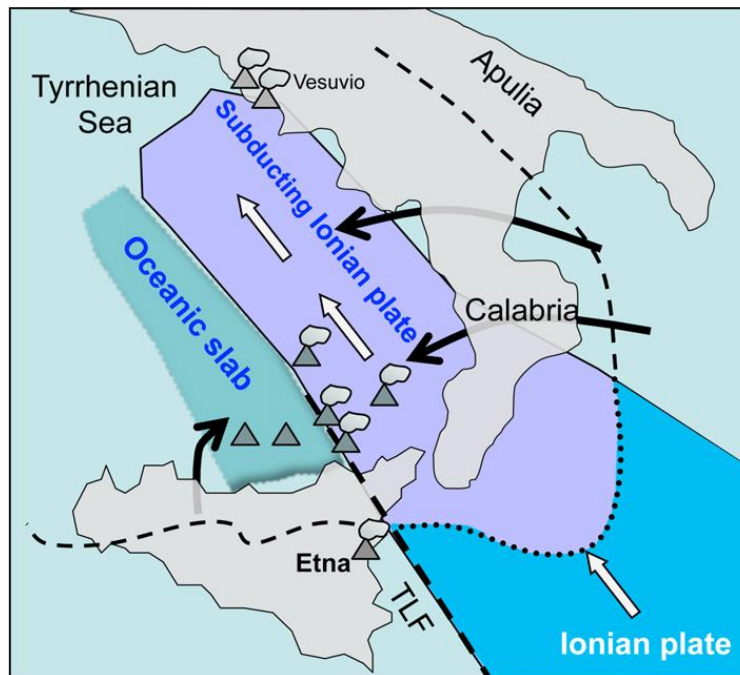 Tyrrhenian
Sea
Vesuvio
Apulia
Subducting Ionian plate
Oceanic slab
Calabria
Etna
TLF
Ionian plate